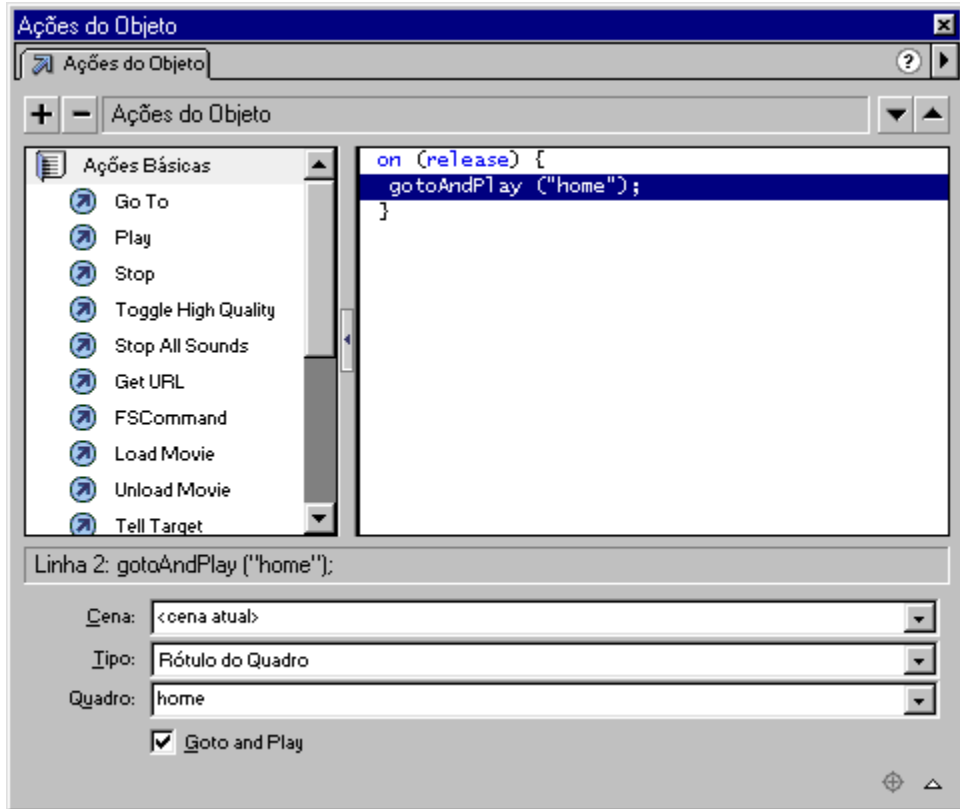 Ações do Objeto
Ações do Objeto
Ações do Objeto
Ações Básicas
Go To
Play
Stop
Toggle High Quality
Stop All Sounds
Get URL
FSCommand
Load Movie
Unload Movie
Tell Target
on (release) {
gotoAndPlay ("home");
}
Linha 2: gotoAndPlay ("home");
Cena: <cena atual>
Tipo: Rótulo do Quadro
Quadro: home
Goto and Play